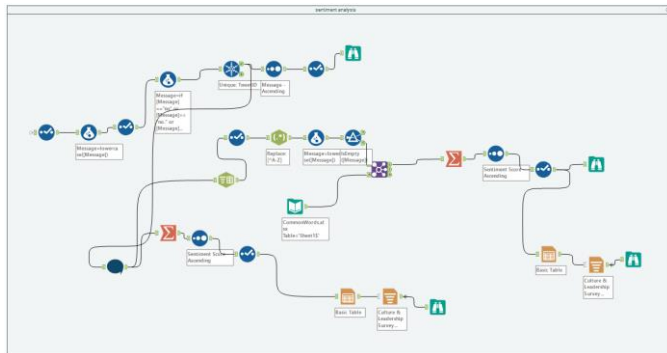 sentiment analysis
Unique TweetID
Message - Ascending
Message=if
[Message]
=="no" or
[Message]==
"no." or
[Message]...
Message=lowerca
se([Message])
Replace
[^A-Z]
Message=lowerca
se([Message])
IsEmpty
([Message])
CommonWords.xls
Table='Sheet1$'
Sentiment Score -
Ascending
Sentiment Score -
Ascending
Basic Table
Culture &
Leadership
Survey...
Basic Table
Culture &
Leadership
Survey...